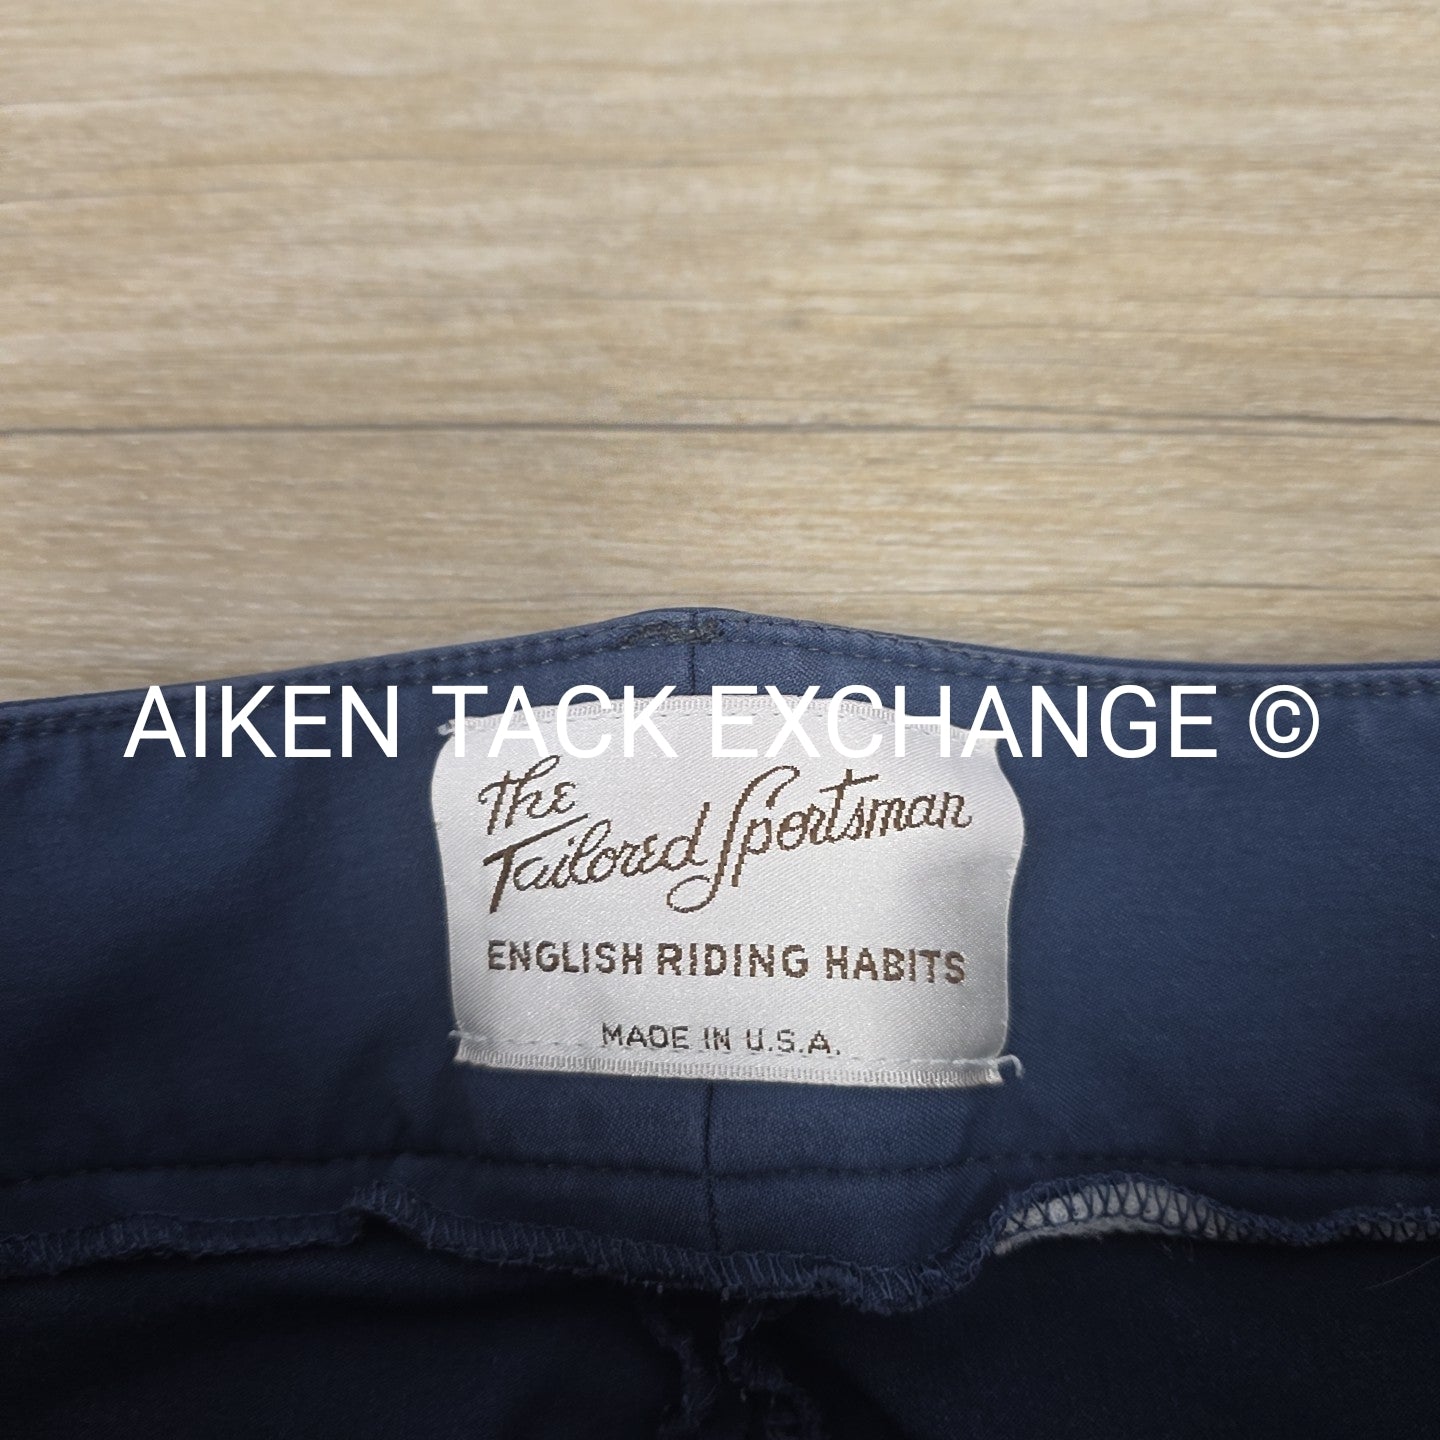 AIKEN TACK EXCHANGE ©
The
Tailored Sportsman
ENGLISH RIDING HABITS
MADE IN U.S.A.